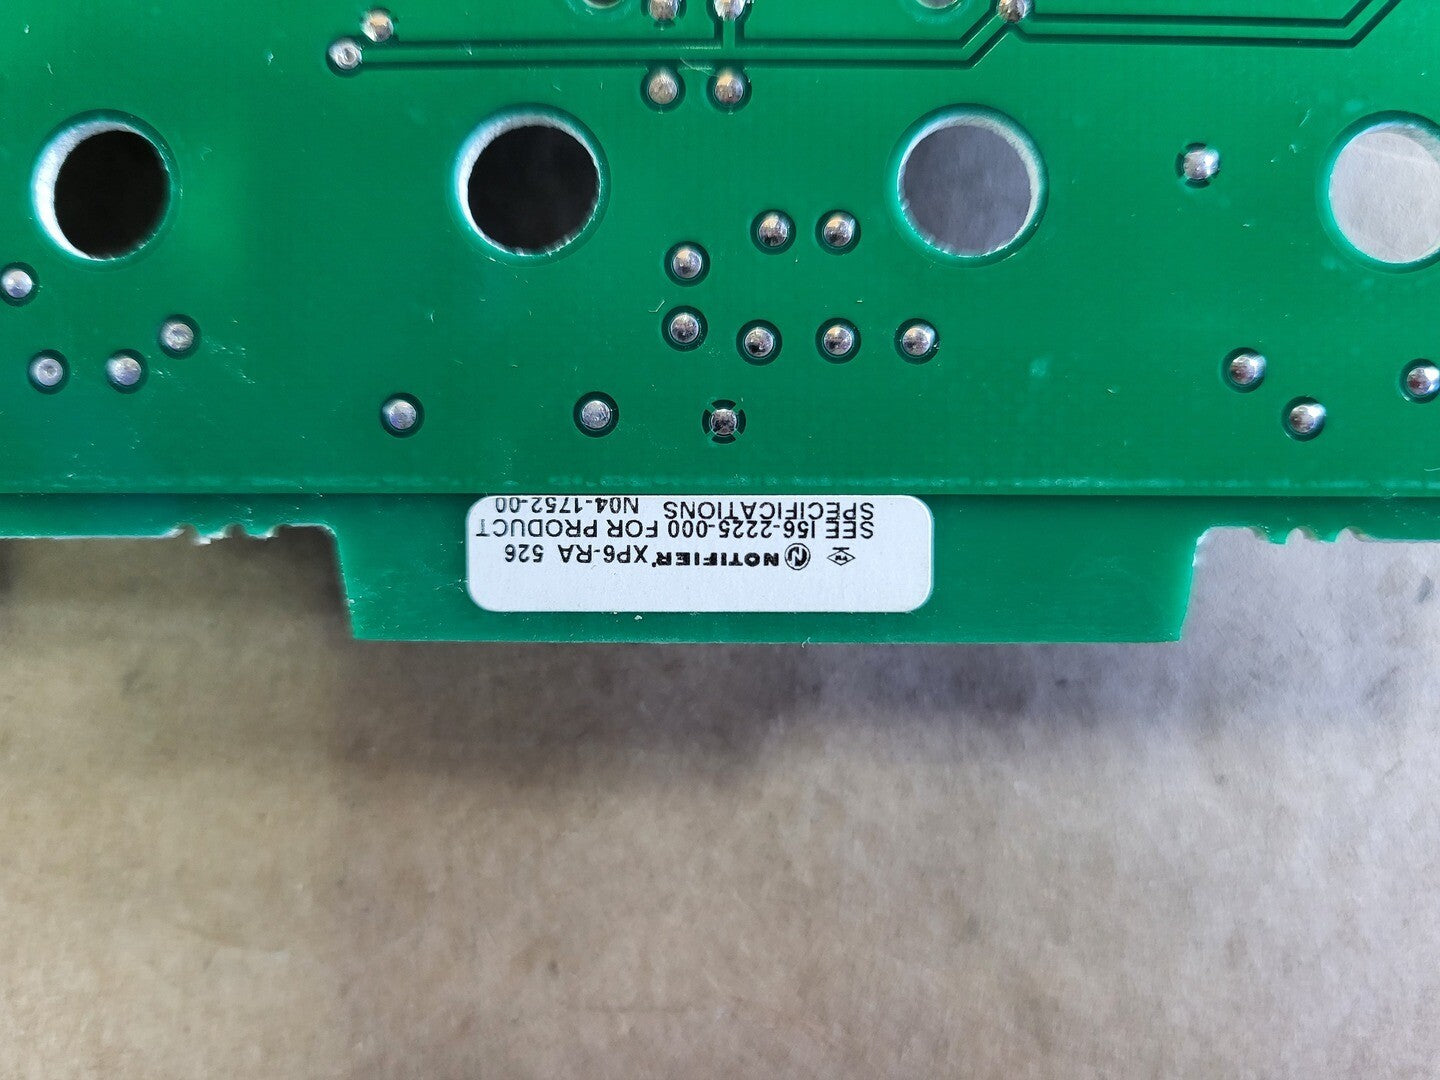 NOTIFIER® XP6-RA 526
SEE I56-2225-000 FOR PRODUCT
SPECIFICATIONS N04-1752-00